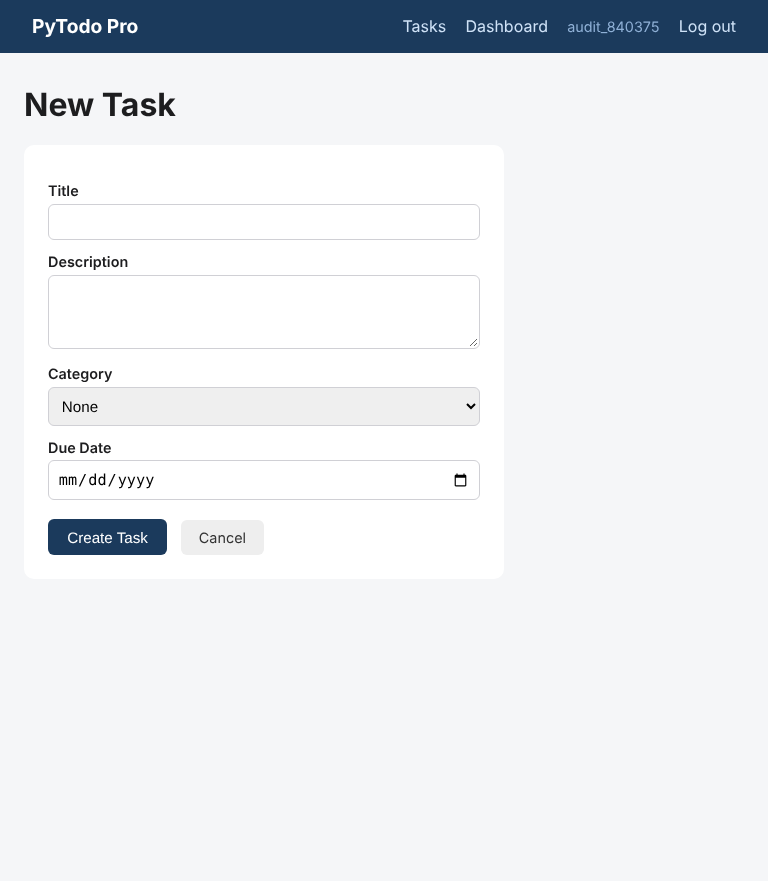 PyTodo Pro Tasks Dashboard audit_840375 Log out
New Task
Title
Description
Category
None
Due Date
mm/dd/yyyy
Create Task Cancel